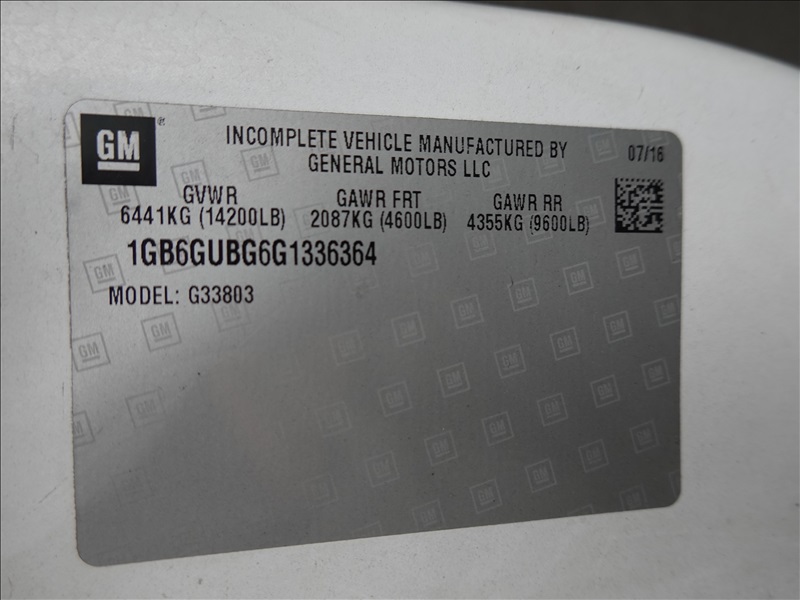 GM®
INCOMPLETE VEHICLE MANUFACTURED BY
GENERAL MOTORS LLC
07/16
GVWR GAWR FRT GAWR RR
6441KG (14200LB) 2087KG (4600LB) 4355KG (9600LB)
1GB6GUBG6G1336364
MODEL: G33803